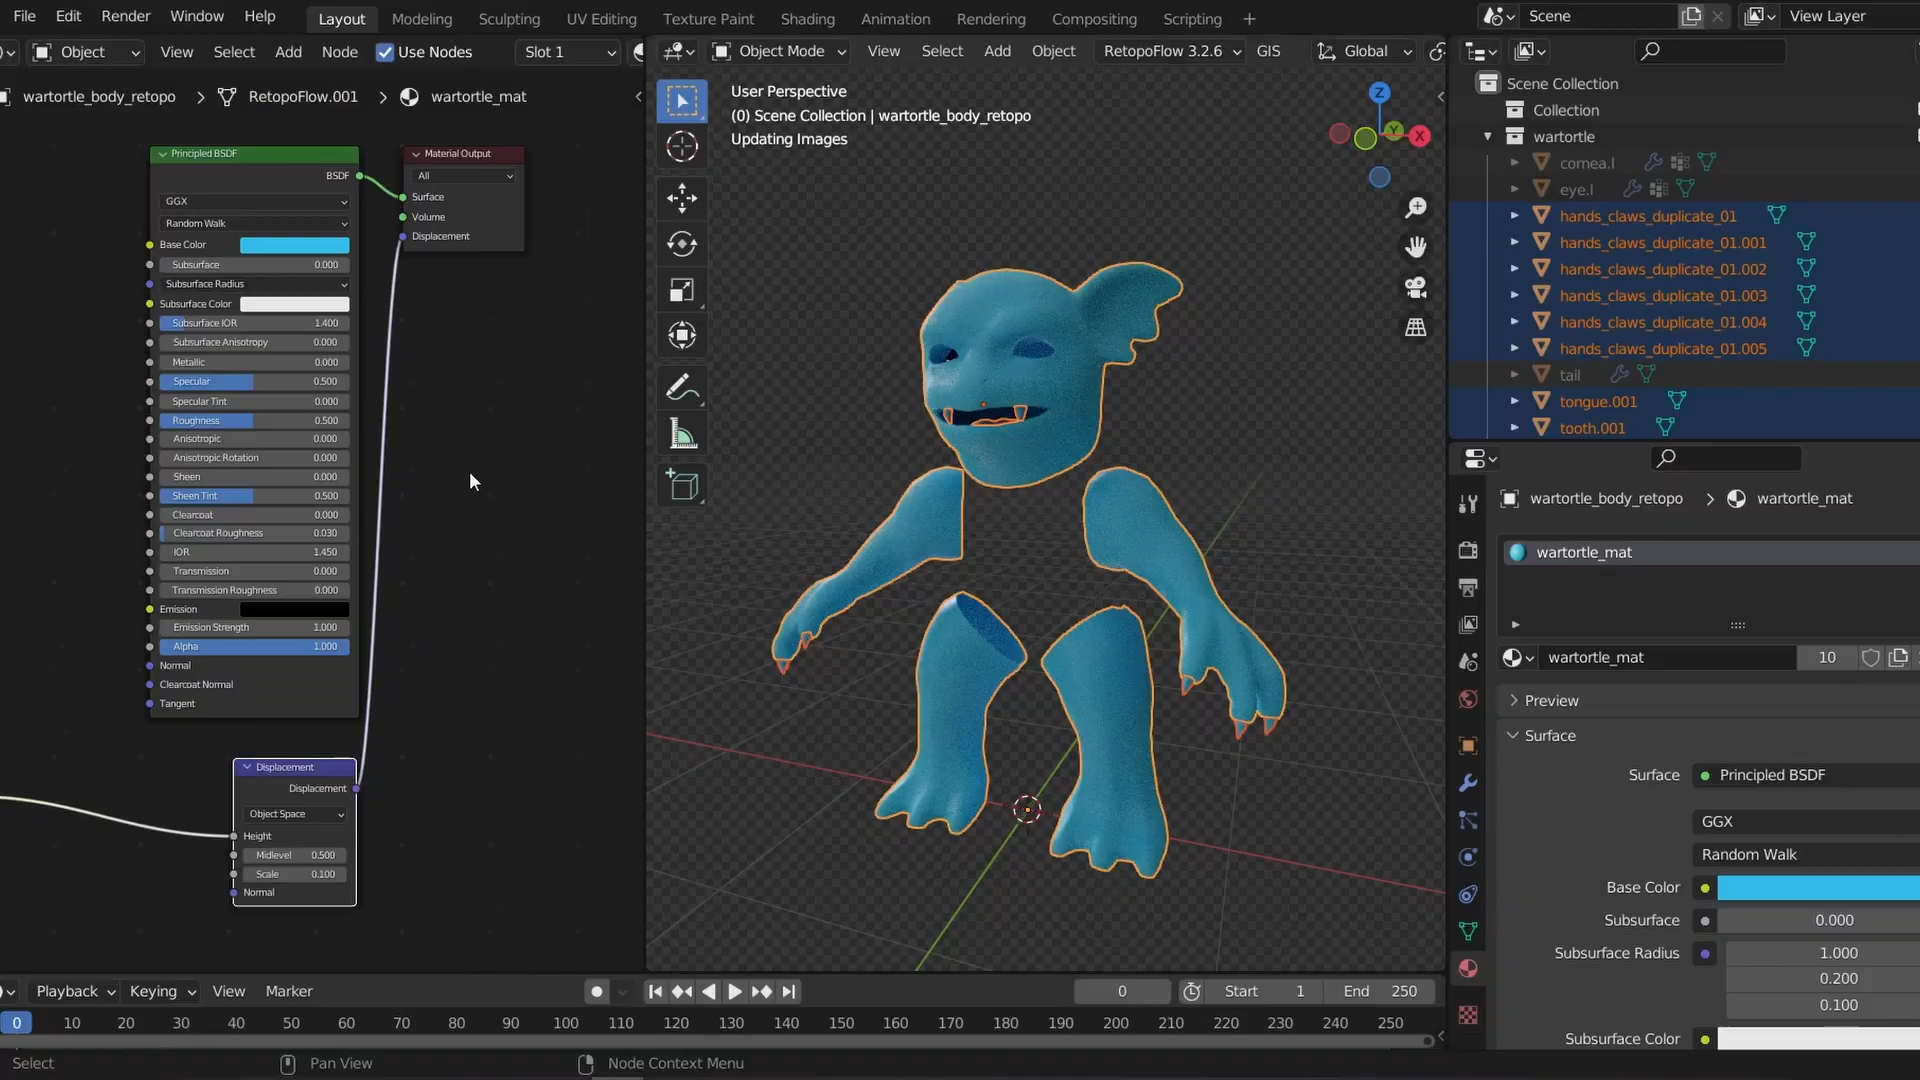 File Edit Render Window Help Layout Modeling Sculpting UV Editing Texture Paint Shading Animation Rendering Compositing Scripting + Scene View Layer
Object View Select Add Node Use Nodes Slot 1 Object Mode View Select Add Object RetopoFlow 3.2.6 GIS Global
wartortle_body_retopo > RetopoFlow.001 > wartortle_mat
Principled BSDF
BSDF
GGX
Random Walk
Base Color
Subsurface 0.000
Subsurface Radius
Subsurface Color
Subsurface IOR 1.400
Subsurface Anisotropy 0.000
Metallic 0.000
Specular 0.500
Specular Tint 0.000
Roughness 0.500
Anisotropic 0.000
Anisotropic Rotation 0.000
Sheen 0.000
Sheen Tint 0.500
Clearcoat 0.000
Clearcoat Roughness 0.030
IOR 1.450
Transmission 0.000
Transmission Roughness 0.000
Emission
Emission Strength 1.000
Alpha 1.000
Normal
Clearcoat Normal
Tangent
Material Output
All
Surface
Volume
Displacement
Displacement
Displacement
Object Space
Height
Midlevel 0.500
Scale 0.100
Normal
User Perspective
(0) Scene Collection | wartortle_body_retopo
Updating Images
Z
Y
X
Scene Collection
Collection
wartortle
cornea.l
eye.l
hands_claws_duplicate_01
hands_claws_duplicate_01.001
hands_claws_duplicate_01.002
hands_claws_duplicate_01.003
hands_claws_duplicate_01.004
hands_claws_duplicate_01.005
tail
tongue.001
tooth.001
wartortle_body_retopo > wartortle_mat
wartortle_mat
wartortle_mat 10
Preview
Surface
Surface Principled BSDF
GGX
Random Walk
Base Color
Subsurface 0.000
Subsurface Radius 1.000
0.200
0.100
Subsurface Color
Playback Keying View Marker 0 Start 1 End 250
0 10 20 30 40 50 60 70 80 90 100 110 120 130 140 150 160 170 180 190 200 210 220 230 240 250
Select Pan View Node Context Menu